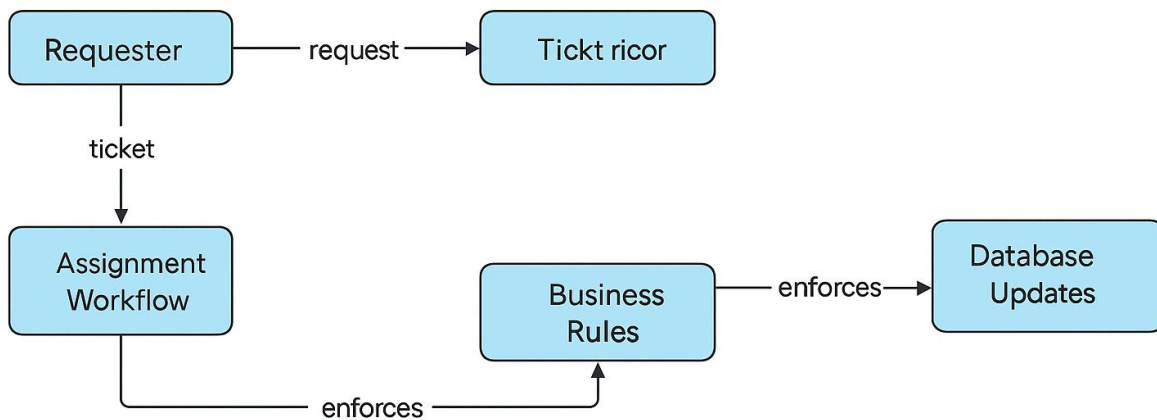 Requester
request
Tickt ricor
ticket
Assignment
Workflow
Business
Rules
enforces
Database
Updates
enforces